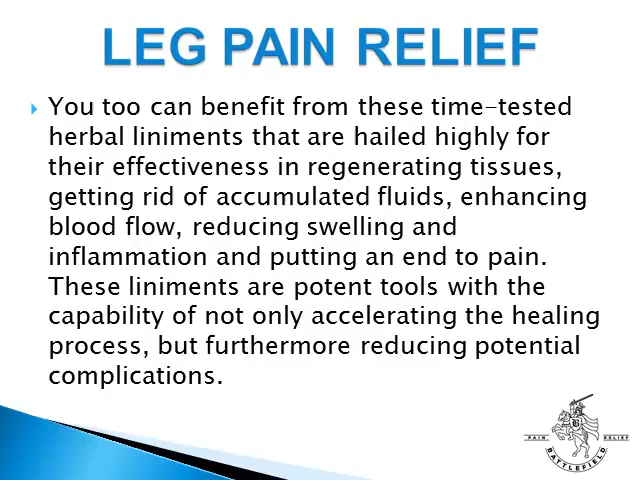 LEG PAIN RELIEF
You too can benefit from these time-tested
herbal liniments that are hailed highly for
their effectiveness in regenerating tissues,
getting rid of accumulated fluids, enhancing
blood flow, reducing swelling and
inflammation and putting an end to pain.
These liniments are potent tools with the
capability of not only accelerating the healing
process, but furthermore reducing potential
complications.
PAIN RELIEF
B
BATTLEFIELD